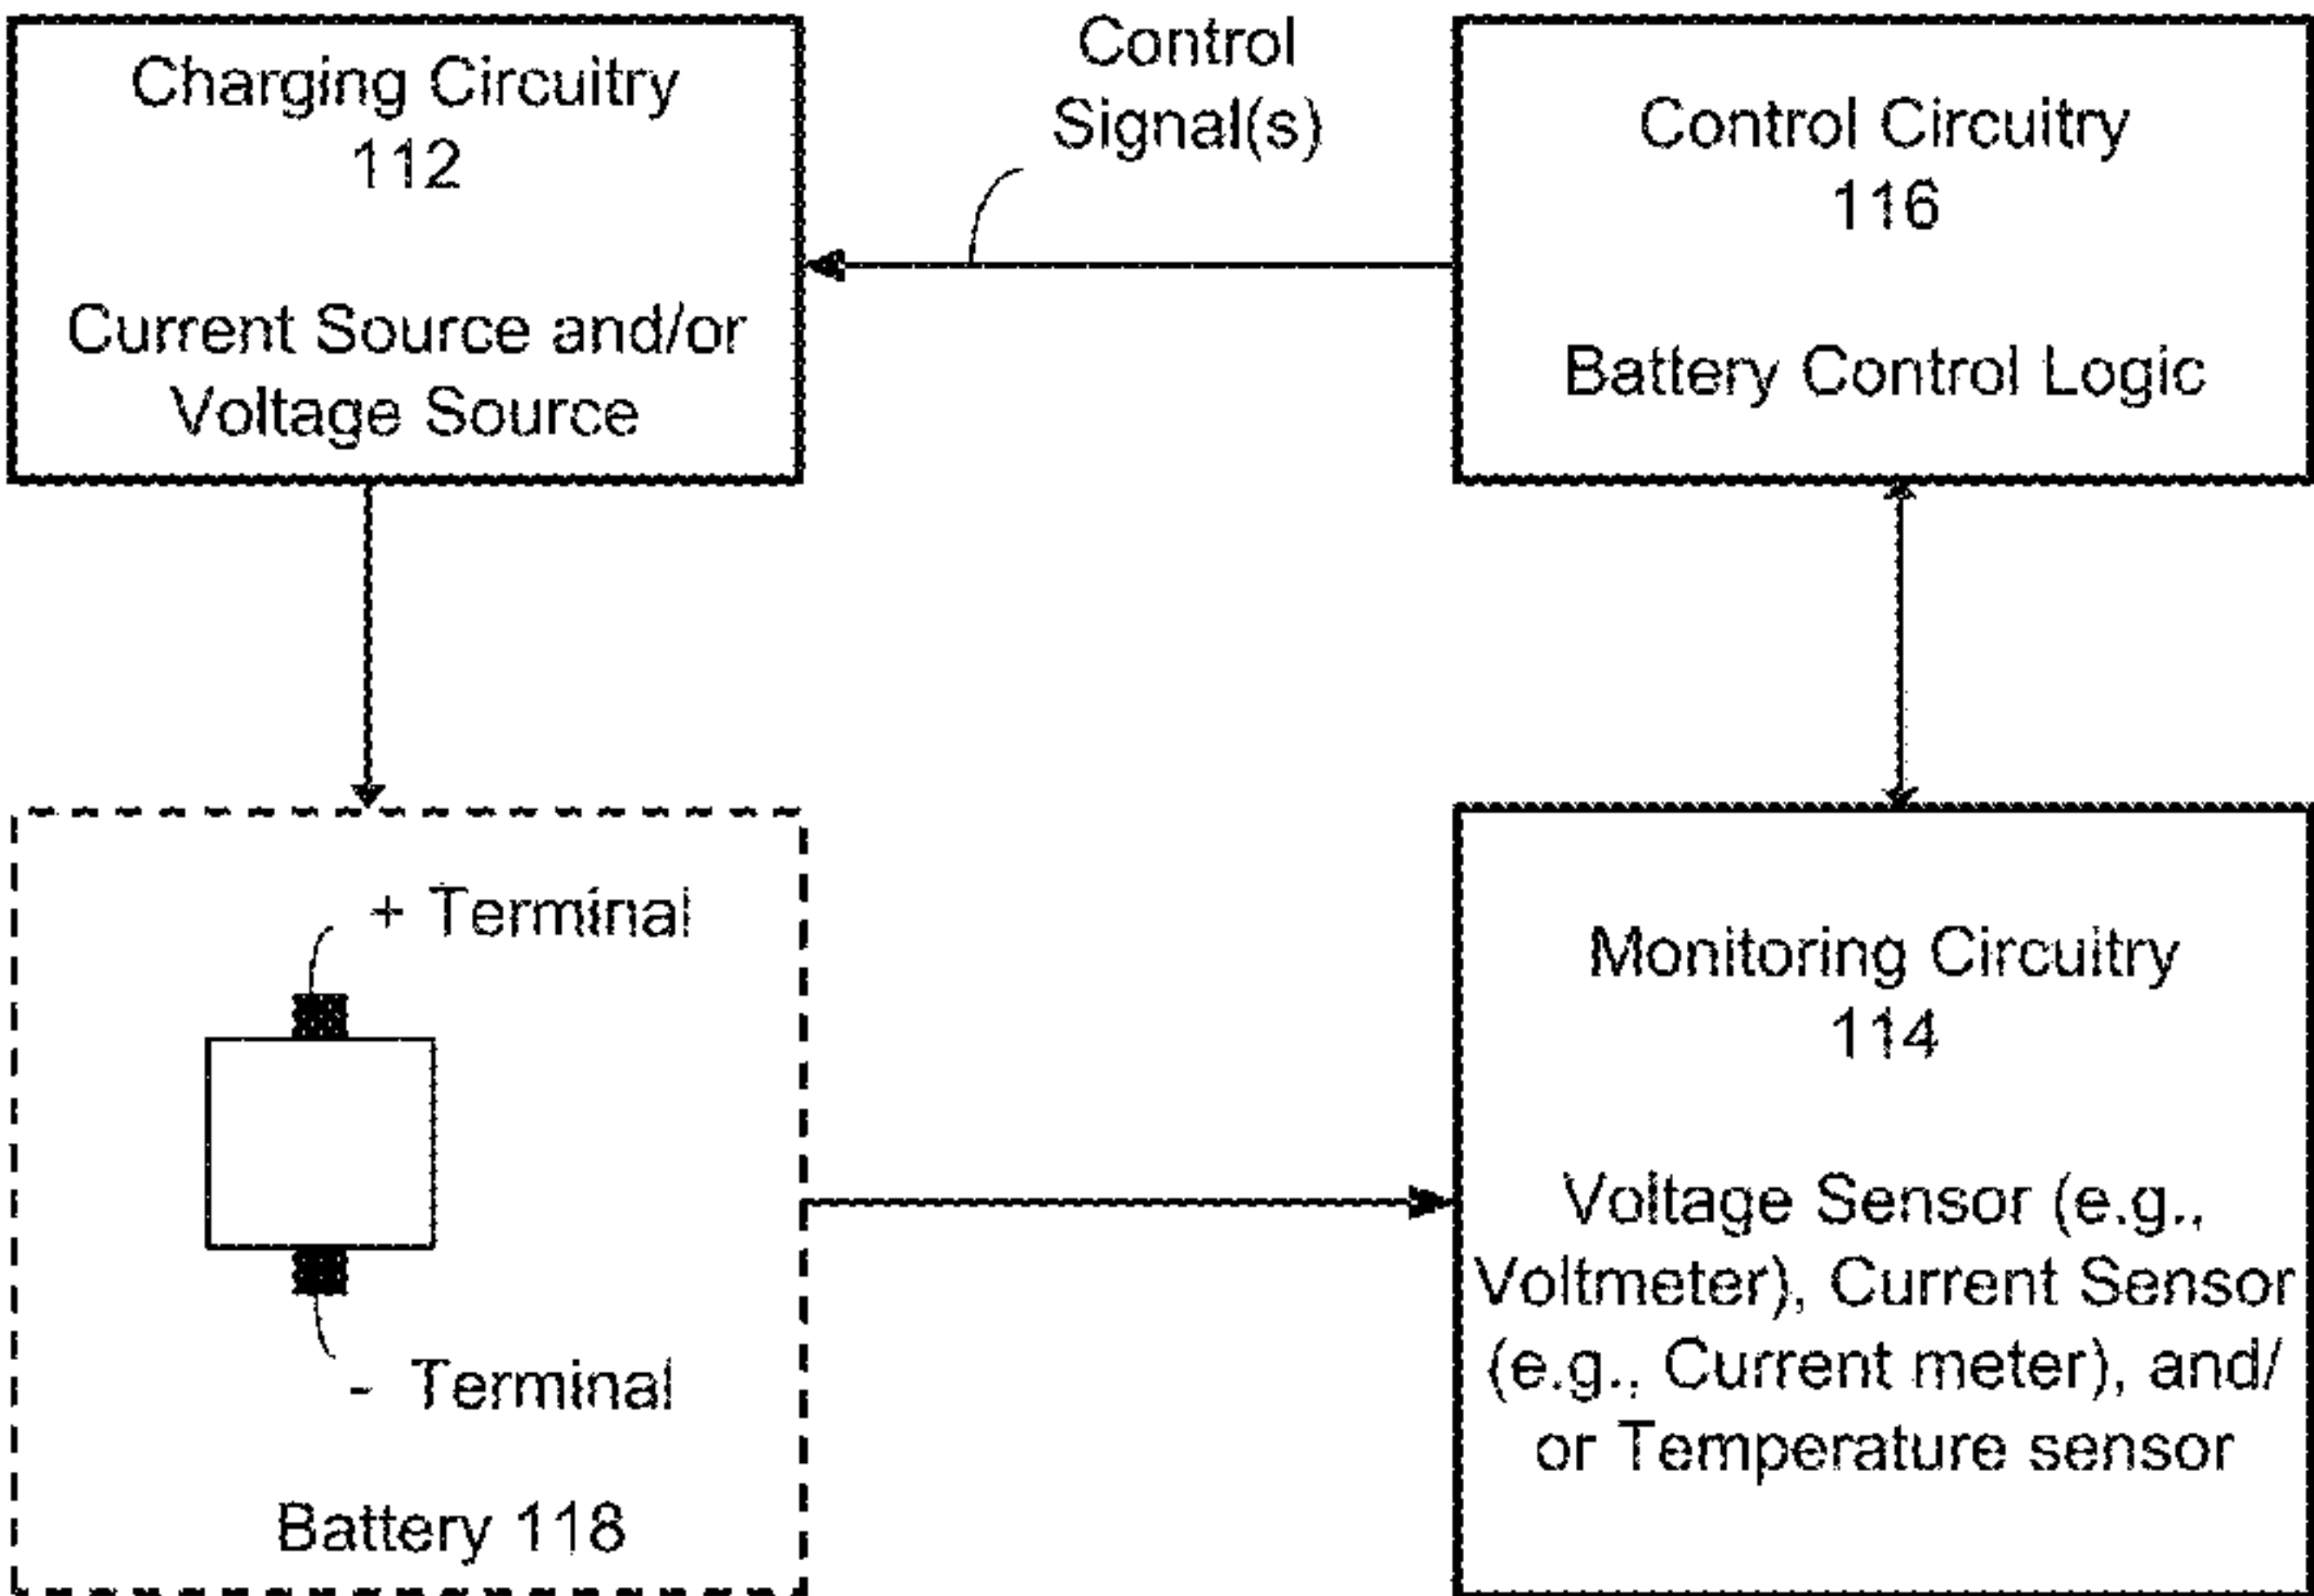 Charging Circuitry
112
Current Source and/or
Voltage Source
Control
Signal(s)
Control Circuitry
116
Battery Control Logic
+ Terminal
- Terminal
Battery 118
Monitoring Circuitry
114
Voltage Sensor (e.g.,
Voltmeter), Current Sensor
(e.g., Current meter), and/
or Temperature sensor